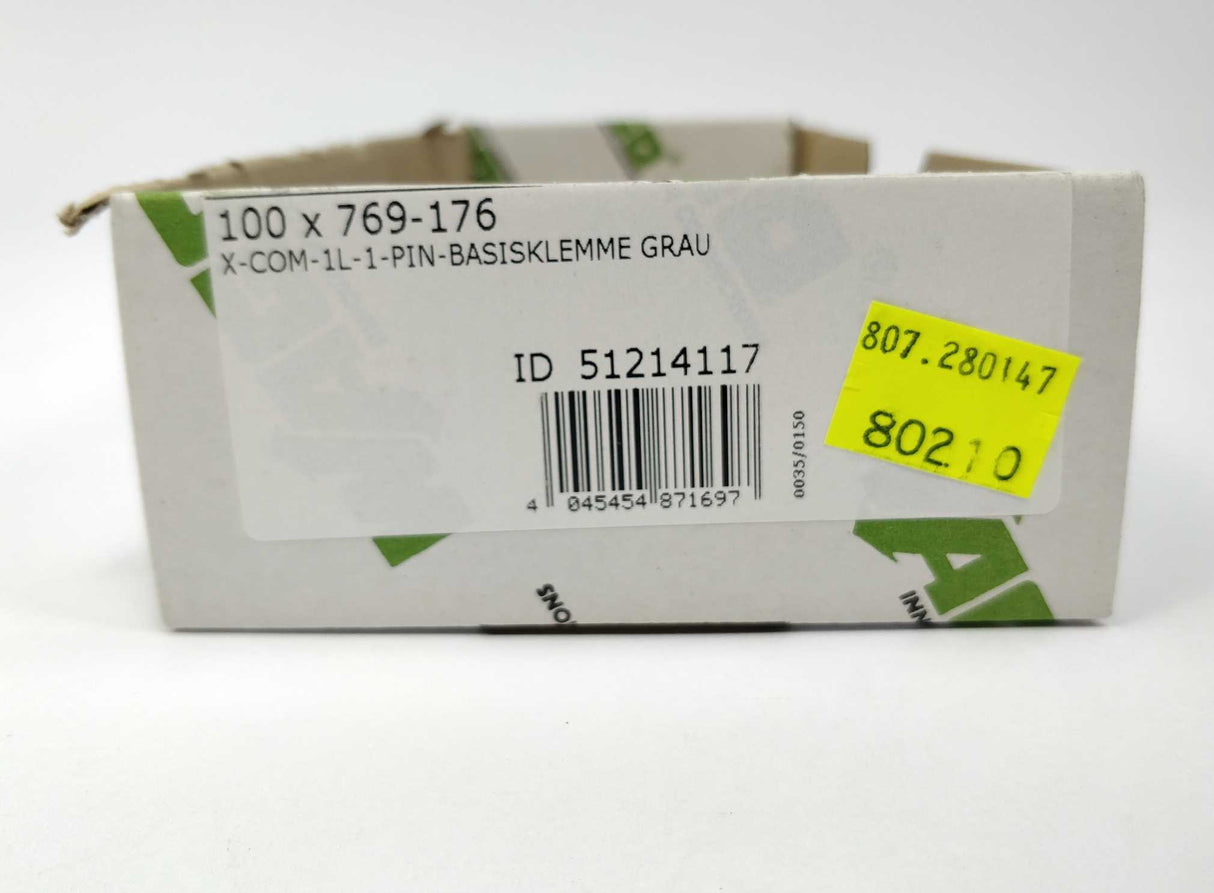 100 x 769-176
X-COM-1L-1-PIN-BASISKLEMME GRAU
ID 51214117
4 045454 871697
0035/0150
807.280147
80210